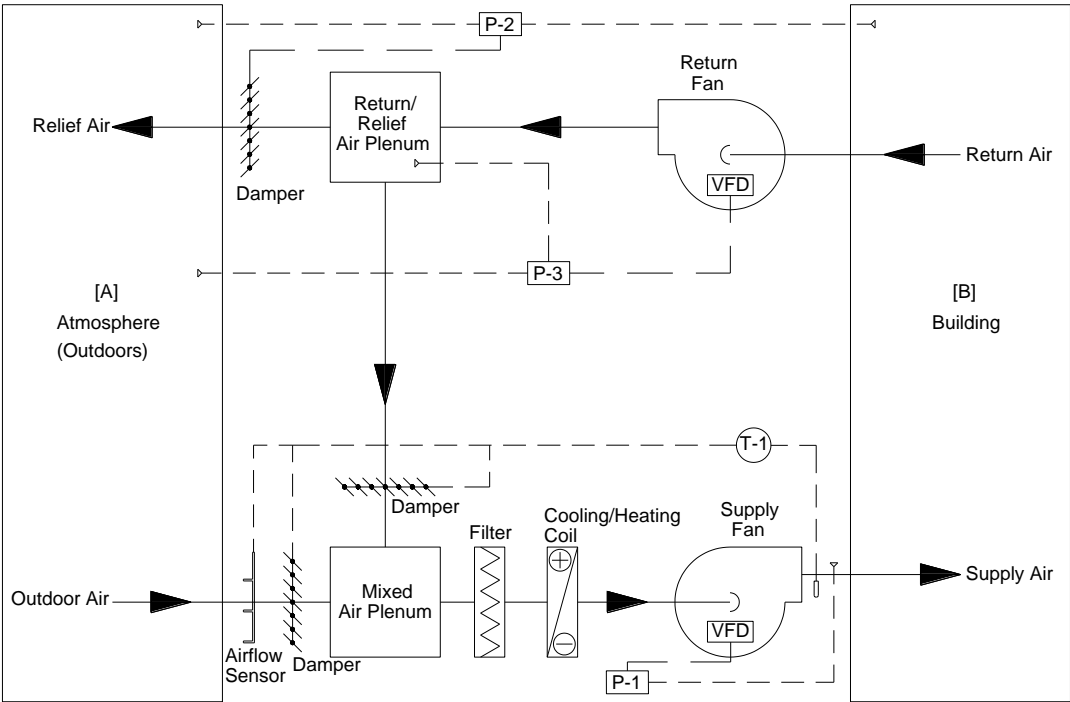 P-2
Return
Fan
Return/
Relief
Air Plenum
Relief Air
Return Air
VFD
Damper
P-3
[A]
Atmosphere
(Outdoors)
[B]
Building
T-1
Damper
Supply
Fan
Cooling/Heating
Coil
Filter
Supply Air
Mixed
Air Plenum
Outdoor Air
VFD
Airflow
Sensor
Damper
P-1